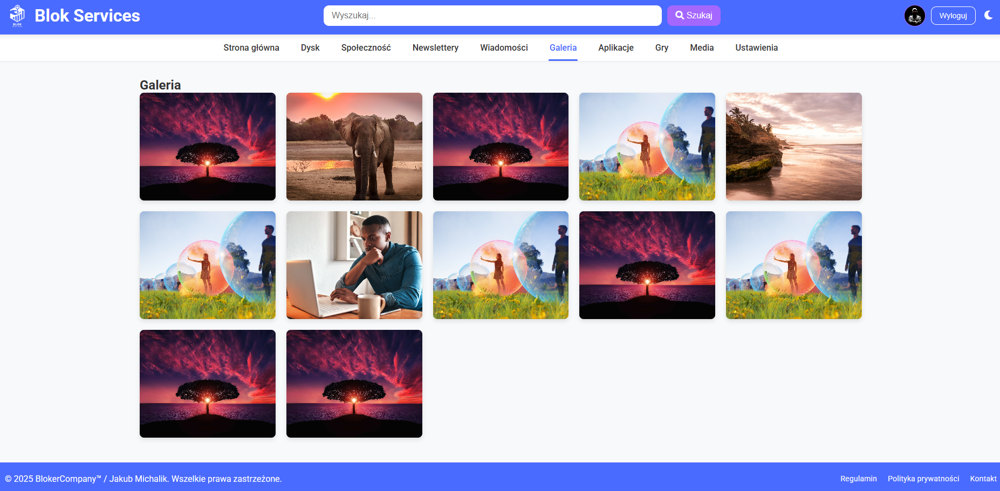 BLOK
Blok Services
Wyszukaj...
Szukaj
Wyloguj
Strona główna
Dysk
Społeczność
Newslettery
Wiadomości
Galeria
Aplikacje
Gry
Media
Ustawienia
Galeria
© 2025 BlokerCompany™ / Jakub Michalik. Wszelkie prawa zastrzeżone.
Regulamin
Polityka prywatności
Kontakt